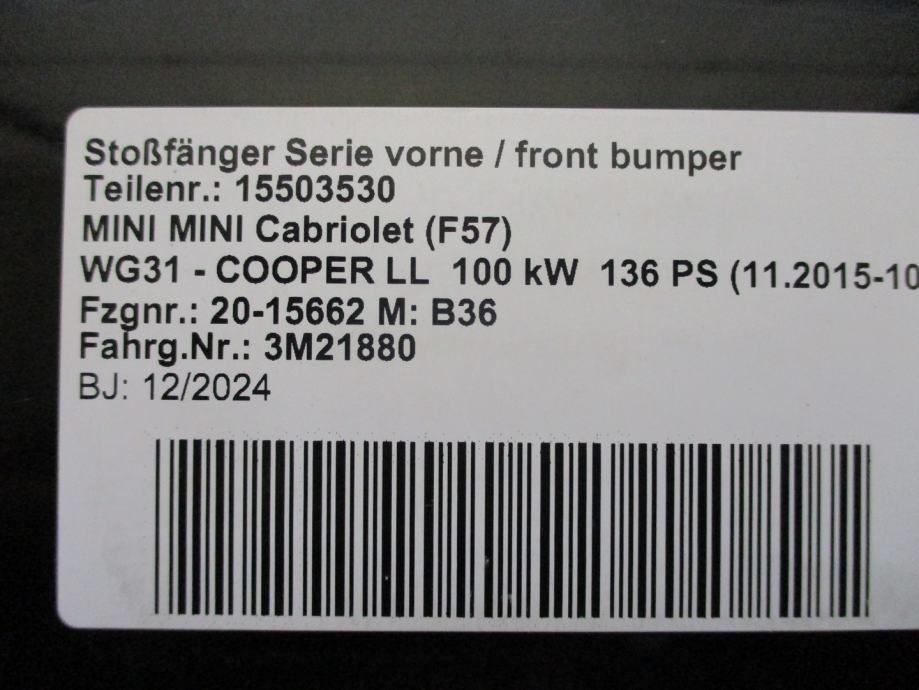 Stoßfänger Serie vorne / front bumper
Teilenr.: 15503530
MINI MINI Cabriolet (F57)
WG31 - COOPER LL 100 kW 136 PS (11.2015-10
Fzgnr.: 20-15662 M: B36
Fahrg.Nr.: 3M21880
BJ: 12/2024